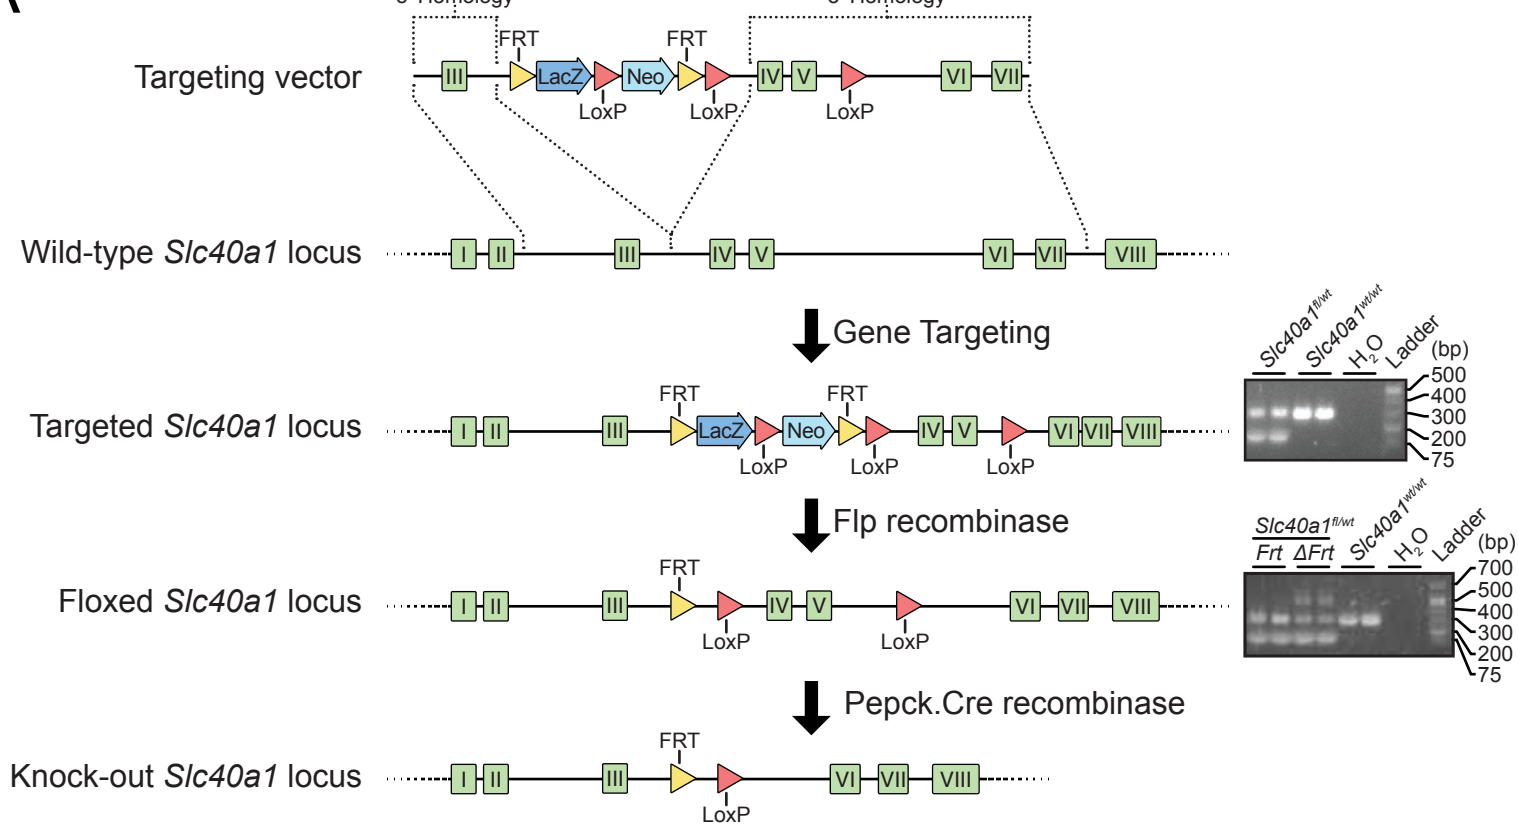 Homology Homology
FRT FRT
Targeting vector III LacZ Neo IV V VI VII
LoxP LoxP LoxP
Wild-type Slc40a1 locus I II III IV V VI VII VIII
Gene Targeting
Slc40a1fl/wt Slc40a1wt/wt H2O Ladder (bp)
500
400
300
200
75
FRT FRT
Targeted Slc40a1 locus I II III LacZ Neo IV V VI VII VIII
LoxP LoxP LoxP
Flp recombinase
Slc40a1fl/wt Slc40a1wt/wt H2O Ladder (bp)
Frt ΔFrt
700
500
400
300
200
75
FRT
Floxed Slc40a1 locus I II III IV V VI VII VIII
LoxP LoxP
Pepck.Cre recombinase
FRT
Knock-out Slc40a1 locus I II III VI VII VIII
LoxP